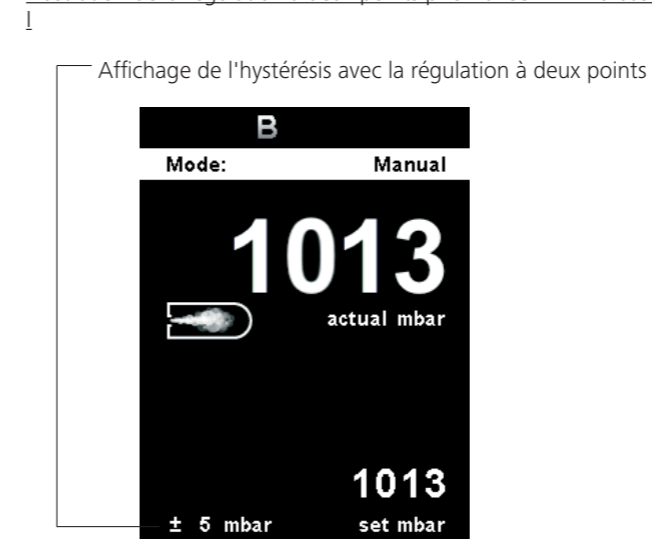 l
Affichage de l'hystérésis avec la régulation à deux points
B
Mode: Manual
1013
actual mbar
1013
± 5 mbar set mbar